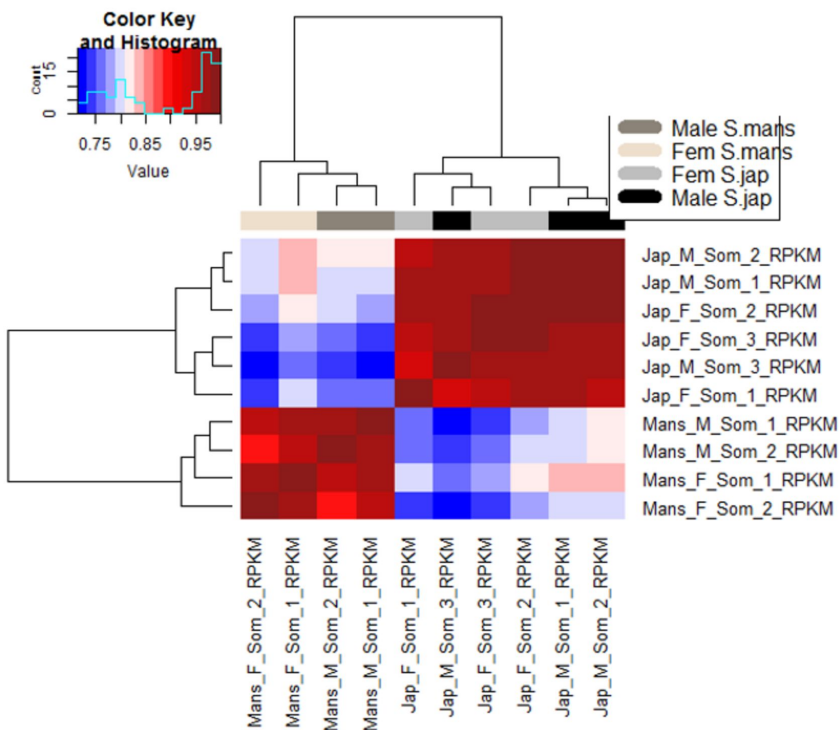 Color Key
and Histogram
Count
0
15
0.75
0.85
0.95
Value
Male S.mans
Fem S.mans
Fem S.jap
Male S.jap
Jap_M_Som_2_RPKM
Jap_M_Som_1_RPKM
Jap_F_Som_2_RPKM
Jap_F_Som_3_RPKM
Jap_M_Som_3_RPKM
Jap_F_Som_1_RPKM
Mans_M_Som_1_RPKM
Mans_M_Som_2_RPKM
Mans_F_Som_1_RPKM
Mans_F_Som_2_RPKM
Mans_F_Som_2_RPKM
Mans_F_Som_1_RPKM
Mans_M_Som_2_RPKM
Mans_M_Som_1_RPKM
Jap_F_Som_1_RPKM
Jap_M_Som_3_RPKM
Jap_F_Som_3_RPKM
Jap_F_Som_2_RPKM
Jap_M_Som_1_RPKM
Jap_M_Som_2_RPKM